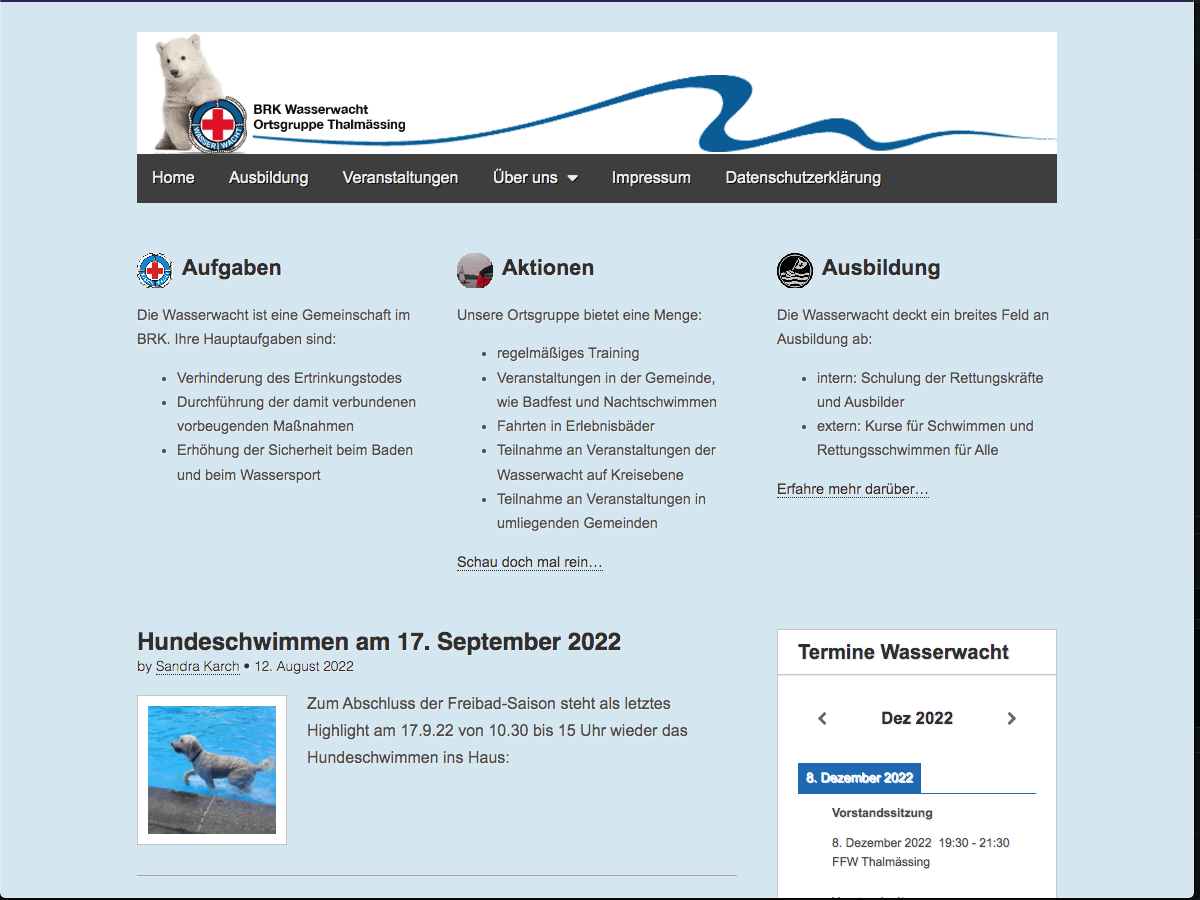 BRK Wasserwacht
Ortsgruppe Thalmässing
WASSER WACHT
Home
Ausbildung
Veranstaltungen
Über uns
Impressum
Datenschutzerklärung
Aufgaben
Die Wasserwacht ist eine Gemeinschaft im
BRK. Ihre Hauptaufgaben sind:
Verhinderung des Ertrinkungstodes
Durchführung der damit verbundenen
vorbeugenden Maßnahmen
Erhöhung der Sicherheit beim Baden
und beim Wassersport
Aktionen
Unsere Ortsgruppe bietet eine Menge:
regelmäßiges Training
Veranstaltungen in der Gemeinde,
wie Badfest und Nachtschwimmen
Fahrten in Erlebnisbäder
Teilnahme an Veranstaltungen der
Wasserwacht auf Kreisebene
Teilnahme an Veranstaltungen in
umliegenden Gemeinden
Schau doch mal rein…
Ausbildung
Die Wasserwacht deckt ein breites Feld an
Ausbildung ab:
intern: Schulung der Rettungskräfte
und Ausbilder
extern: Kurse für Schwimmen und
Rettungsschwimmen für Alle
Erfahre mehr darüber…
Hundeschwimmen am 17. September 2022
by Sandra Karch • 12. August 2022
Zum Abschluss der Freibad-Saison steht als letztes
Highlight am 17.9.22 von 10.30 bis 15 Uhr wieder das
Hundeschwimmen ins Haus:
Termine Wasserwacht
Dez 2022
8. Dezember 2022
Vorstandssitzung
8. Dezember 2022 19:30 - 21:30
FFW Thalmässing